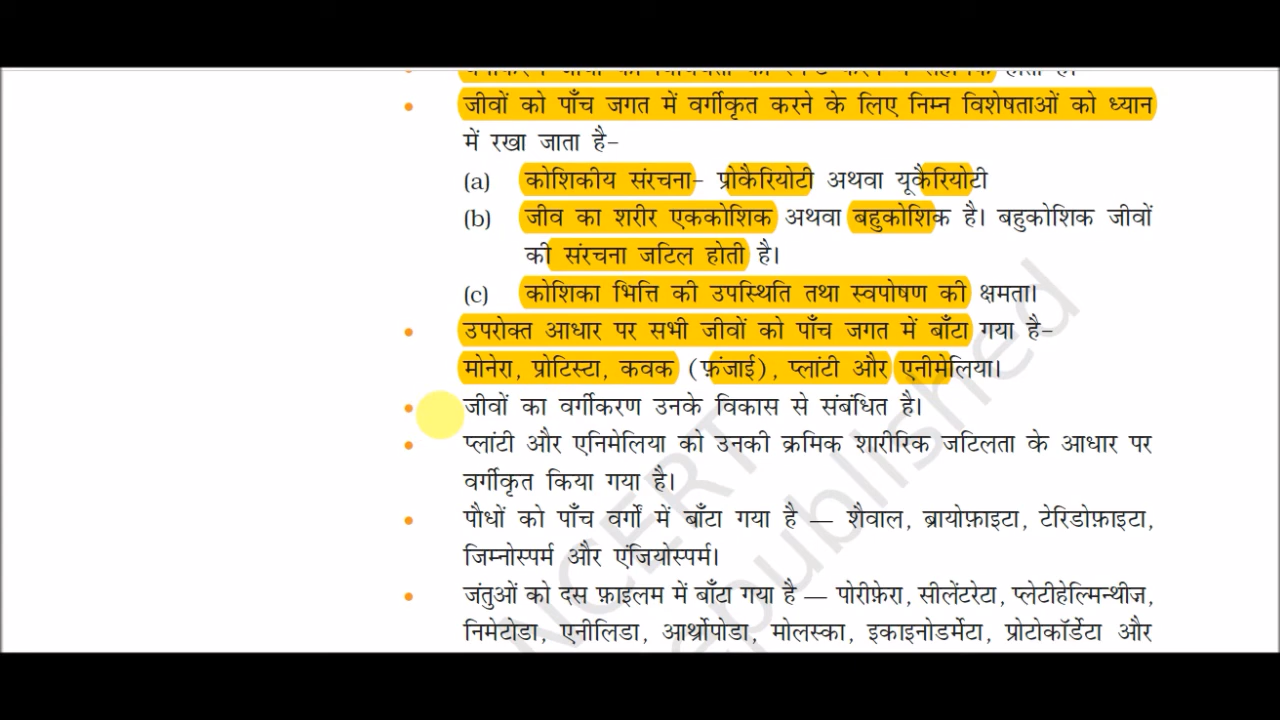 होता है।
जीवों को पाँच जगत में वर्गीकृत करने के लिए निम्न विशेषताओं को ध्यान
में रखा जाता है–
(a) कोशिकीय संरचना– प्रोकैरियोटी अथवा यूकैरियोटी
(b) जीव का शरीर एककोशिक अथवा बहुकोशिक है। बहुकोशिक जीवों
की संरचना जटिल होती है।
(c) कोशिका भित्ति की उपस्थिति तथा स्वपोषण की क्षमता।
उपरोक्त आधार पर सभी जीवों को पाँच जगत में बाँटा गया है–
मोनेरा, प्रोटिस्टा, कवक (फ़ंजाई), प्लांटी और एनीमेलिया।
जीवों का वर्गीकरण उनके विकास से संबंधित है।
प्लांटी और एनिमेलिया को उनकी क्रमिक शारीरिक जटिलता के आधार पर
वर्गीकृत किया गया है।
पौधों को पाँच वर्गों में बाँटा गया है — शैवाल, ब्रायोफ़ाइटा, टेरिडोफ़ाइटा,
जिम्नोस्पर्म और एंजियोस्पर्म।
जंतुओं को दस फ़ाइलम में बाँटा गया है — पोरीफ़ेरा, सीलेंटरेटा, प्लेटीहेल्मिन्थीज,
निमेटोडा, एनीलिडा, आर्थ्रोपोडा, मोलस्का, इकाइनोडर्मेटा, प्रोटोकॉर्डेटा और
NCERT
epublished